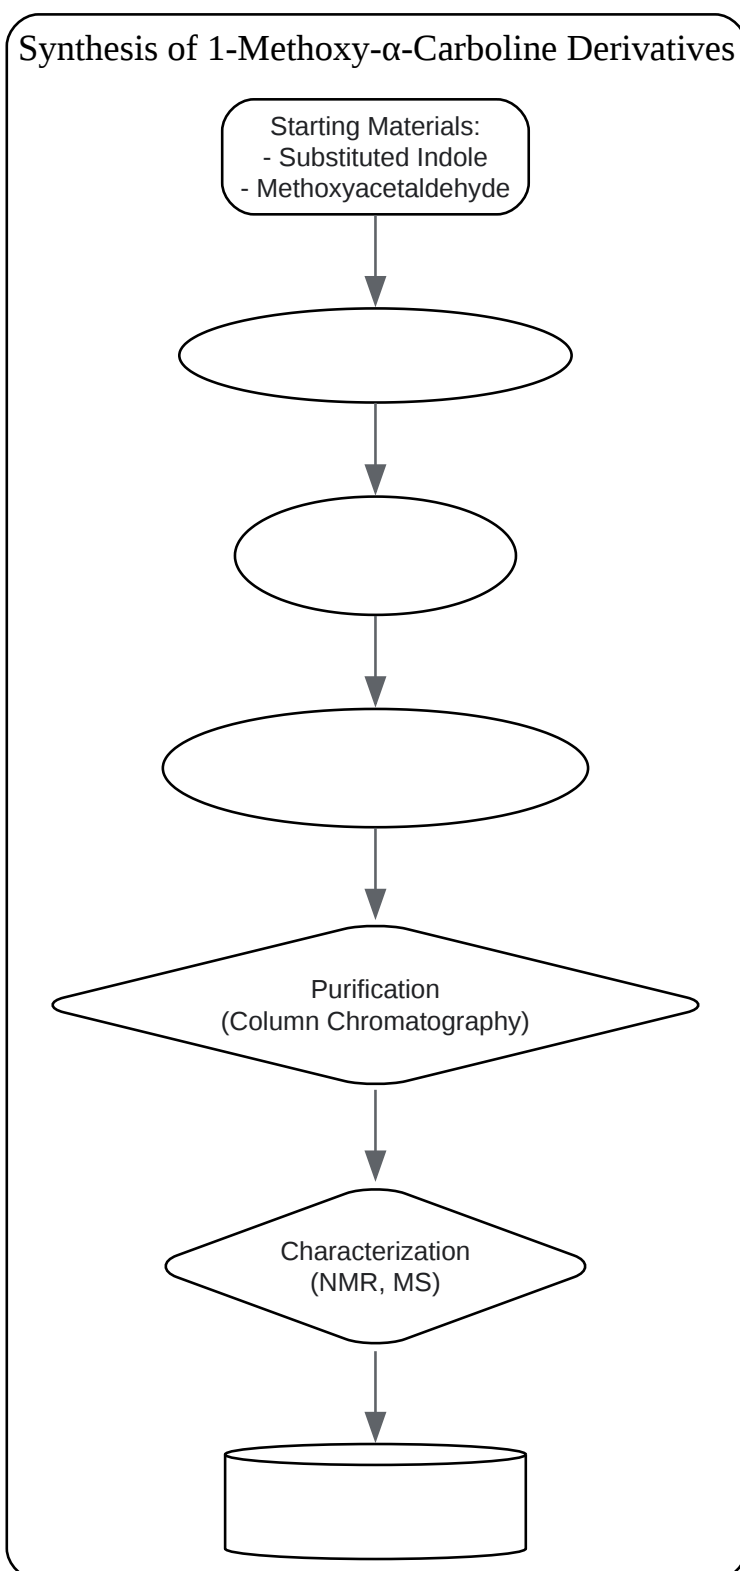 Synthesis of 1-Methoxy-α-Carboline Derivatives
Starting Materials:
- Substituted Indole
- Methoxyacetaldehyde
Purification
(Column Chromatography)
Characterization
(NMR, MS)